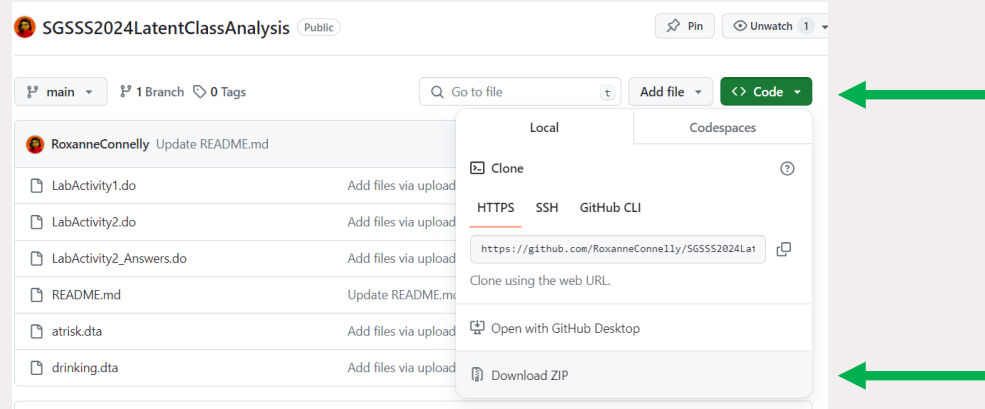 SGSSS2024LatentClassAnalysis Public Pin Unwatch 1
main 1 Branch 0 Tags Go to file t Add file <> Code
Local Codespaces
RoxanneConnelly Update README.md
Clone
LabActivity1.do Add files via upload
HTTPS SSH GitHub CLI
LabActivity2.do Add files via upload
https://github.com/RoxanneConnelly/SGSSS2024Lat
LabActivity2_Answers.do Add files via upload
Clone using the web URL.
README.md Update README.md
Open with GitHub Desktop
atrisk.dta Add files via upload
drinking.dta Add files via upload
Download ZIP